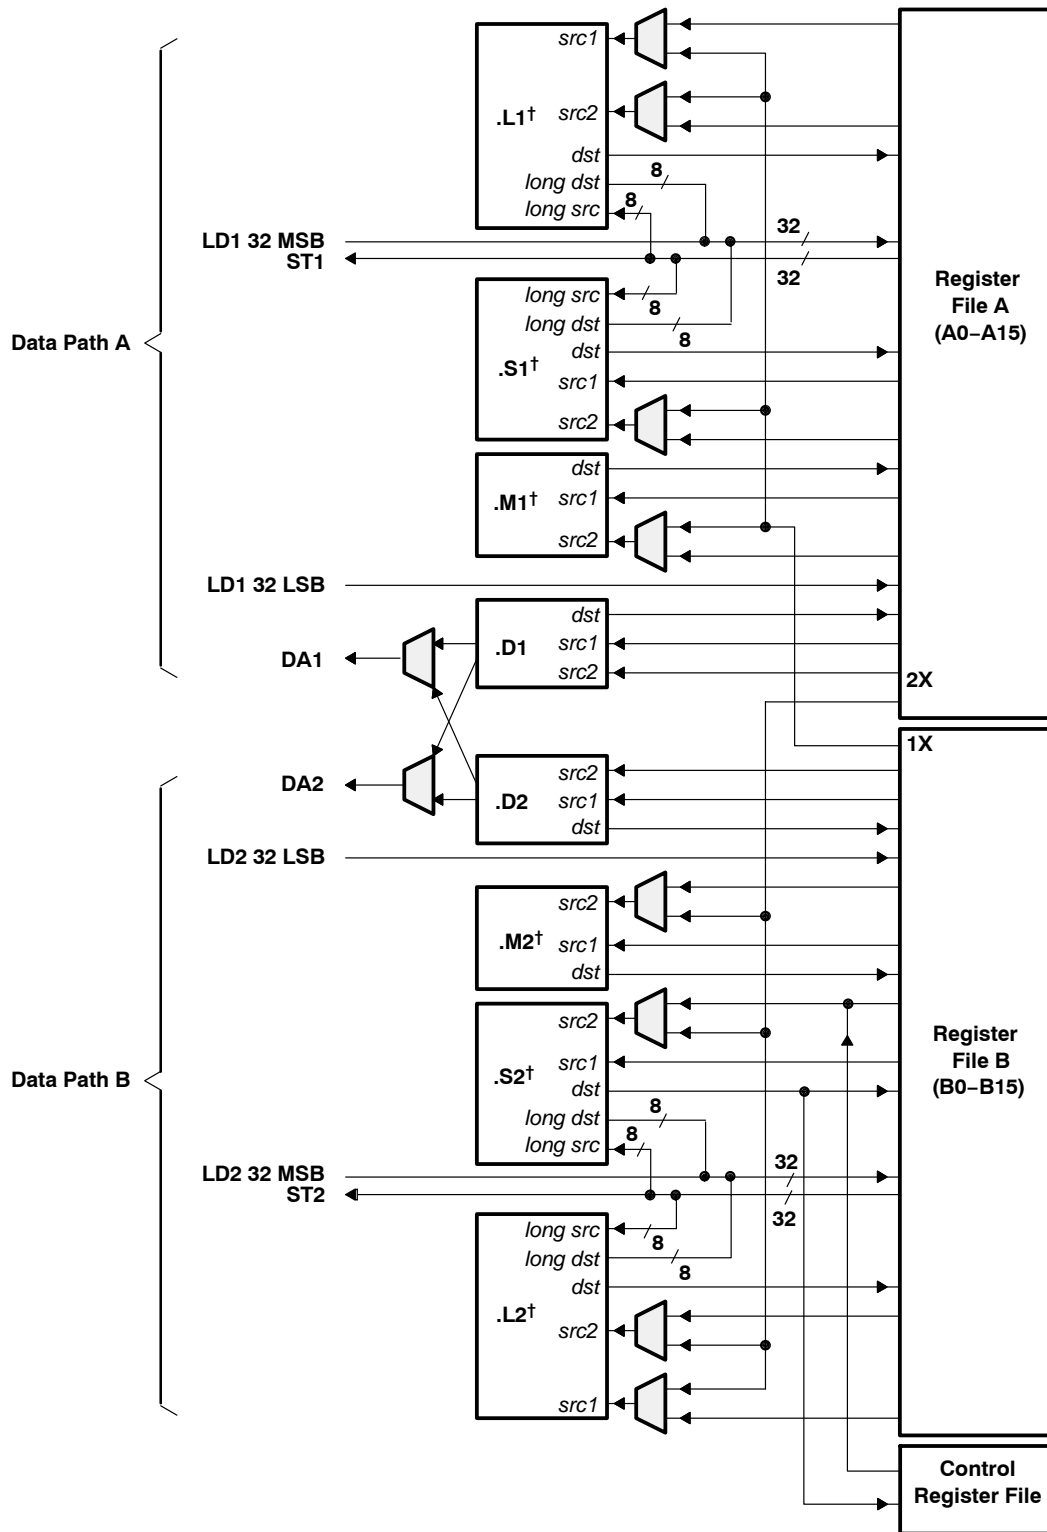 src1
.L1†
src2
dst
8
long dst
8
long src
LD1 32 MSB
32
ST1
32
Register
File A
(A0−A15)
long src
8
long dst
8
Data Path A
dst
.S1†
src1
src2
dst
.M1†
src1
src2
LD1 32 LSB
dst
.D1
src1
DA1
src2
2X
1X
src2
DA2
.D2
src1
dst
LD2 32 LSB
src2
.M2†
src1
dst
src2
Register
File B
(B0−B15)
src1
Data Path B
.S2†
dst
8
long dst
8
long src
LD2 32 MSB
32
ST2
32
long src
8
long dst
8
dst
.L2†
src2
src1
Control
Register File